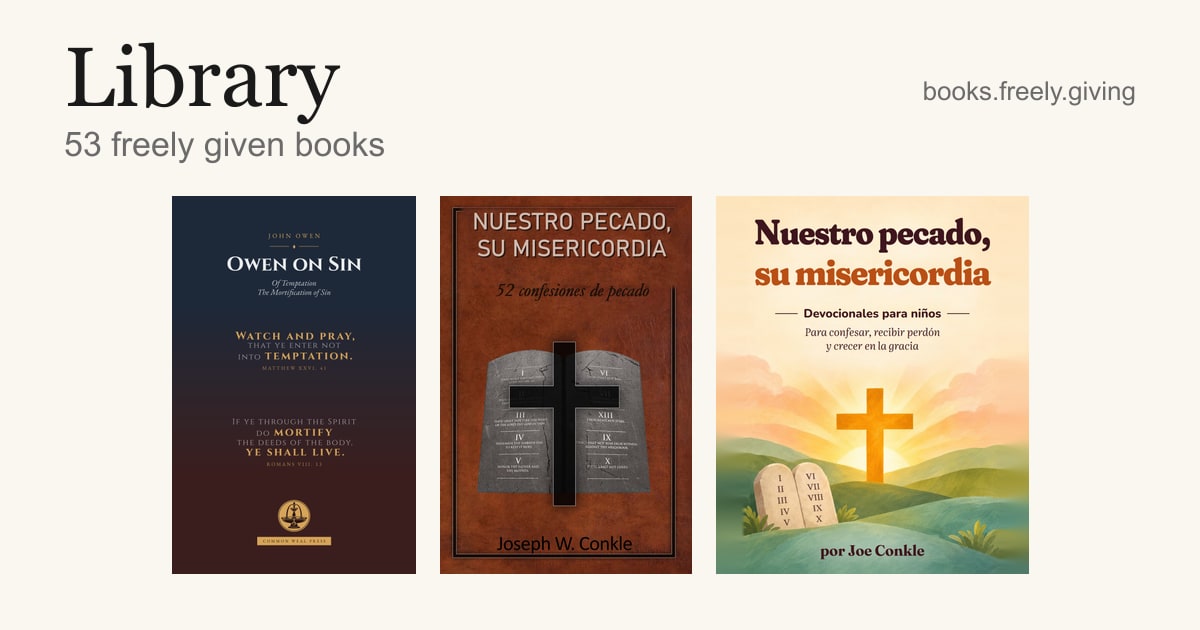 Library
53 freely given books
books.freely.giving
JOHN OWEN
OWEN ON SIN
Of Temptation
The Mortification of Sin
WATCH AND PRAY,
THAT YE ENTER NOT
INTO TEMPTATION.
MATTHEW XXVI. 41
IF YE THROUGH THE SPIRIT
DO MORTIFY
THE DEEDS OF THE BODY,
YE SHALL LIVE.
ROMANS VIII. 13
COMMON WEAL PRESS
NUESTRO PECADO,
SU MISERICORDIA
52 confesiones de pecado
I
III
IV
V
VI
XIII
IX
X
Joseph W. Conkle
Nuestro pecado,
su misericordia
Devocionales para niños
Para confesar, recibir perdón
y crecer en la gracia
I
II
III
IV
V
VI
VII
VIII
IX
X
por Joe Conkle